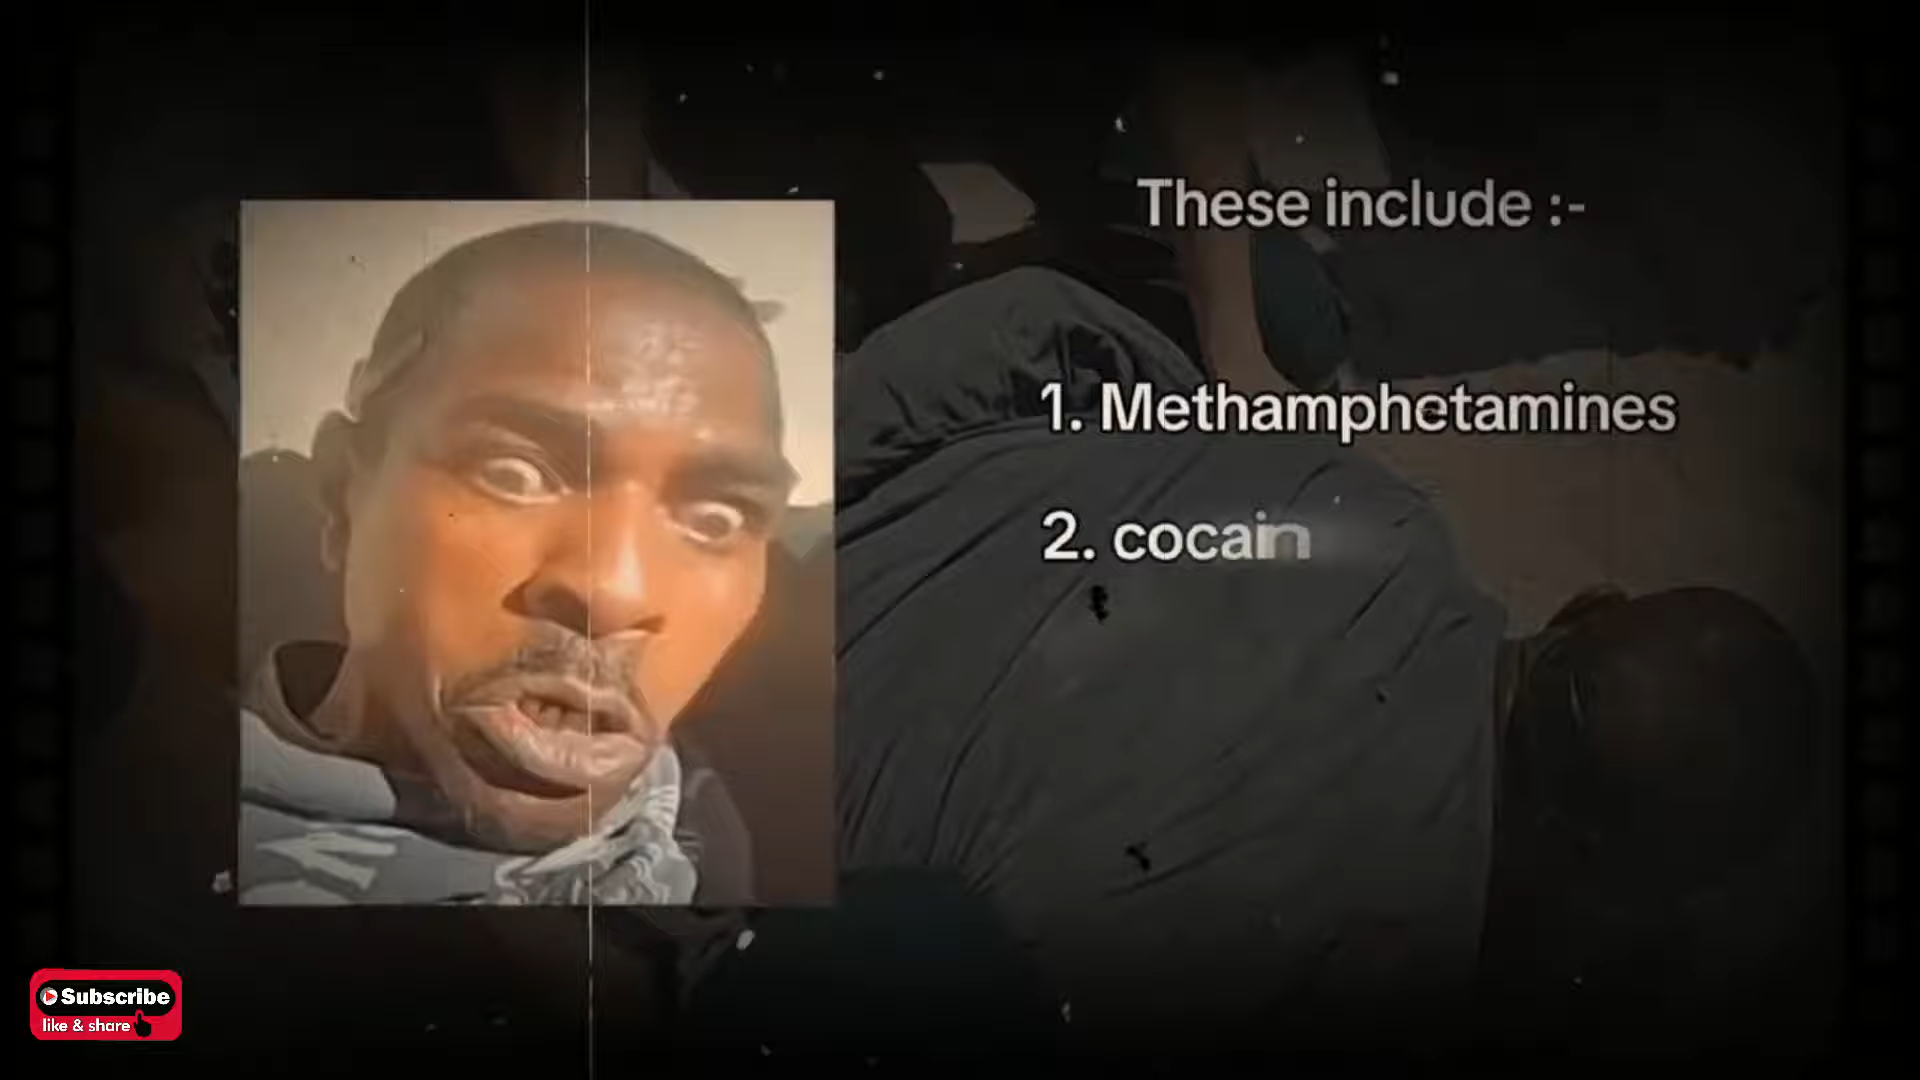 These include :-
1. Methamphetamines
2. cocain
Subscribe
like & share